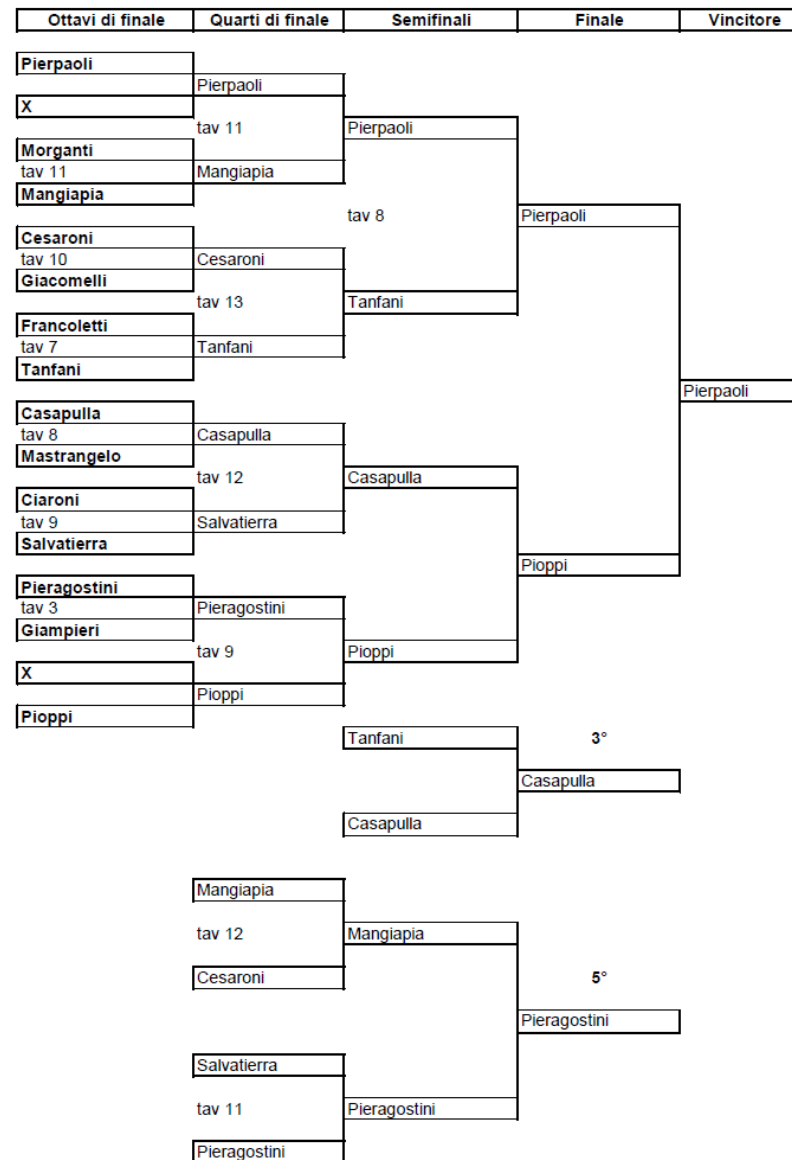 Ottavi di finale Quarti di finale Semifinali Finale Vincitore
Pierpaoli
Pierpaoli
X
tav 11 Pierpaoli
Morganti
tav 11 Mangiapia
Mangiapia
tav 8 Pierpaoli
Cesaroni
tav 10 Cesaroni
Giacomelli
tav 13 Tanfani
Francoletti
tav 7 Tanfani
Tanfani
Pierpaoli
Casapulla
tav 8 Casapulla
Mastrangelo
tav 12 Casapulla
Ciaroni
tav 9 Salvatierra
Salvatierra
Pioppi
Pieragostini
tav 3 Pieragostini
Giampieri
tav 9 Pioppi
X
Pioppi
Pioppi
Tanfani 3°
Casapulla
Casapulla
Mangiapia
tav 12 Mangiapia
Cesaroni 5°
Pieragostini
Salvatierra
tav 11 Pieragostini
Pieragostini